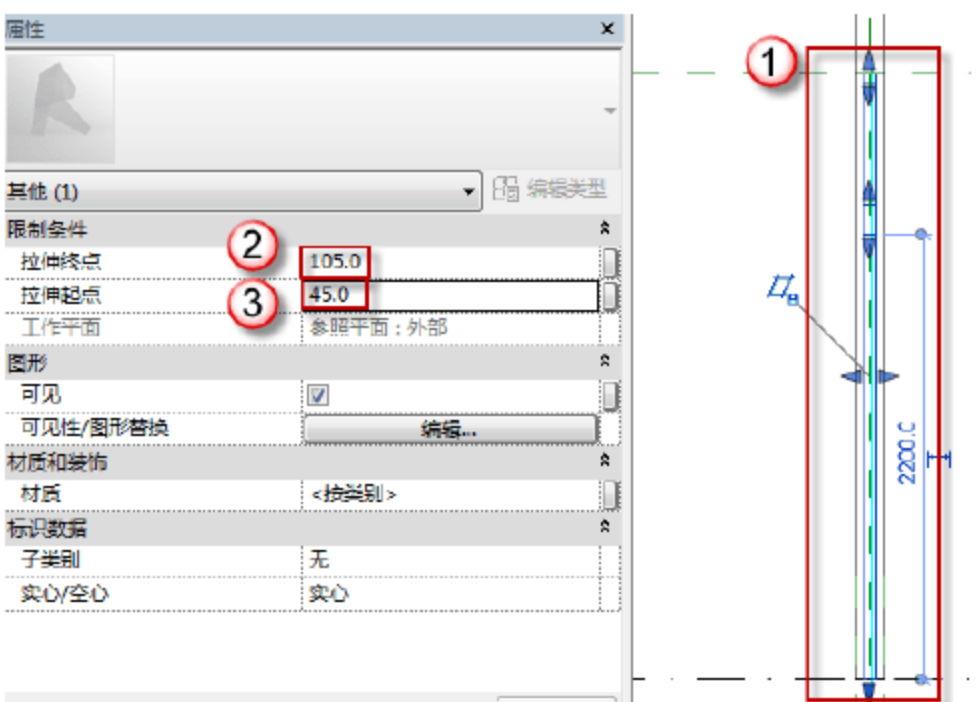 属性
其他 (1)
编辑类型
限制条件
拉伸终点
105.0
拉伸起点
45.0
工作平面
参照平面 : 外部
图形
可见
可见性/图形替换
编辑...
材质和装饰
材质
<按类别>
标识数据
子类别
无
实心/空心
实心
1
2
3
2200.0